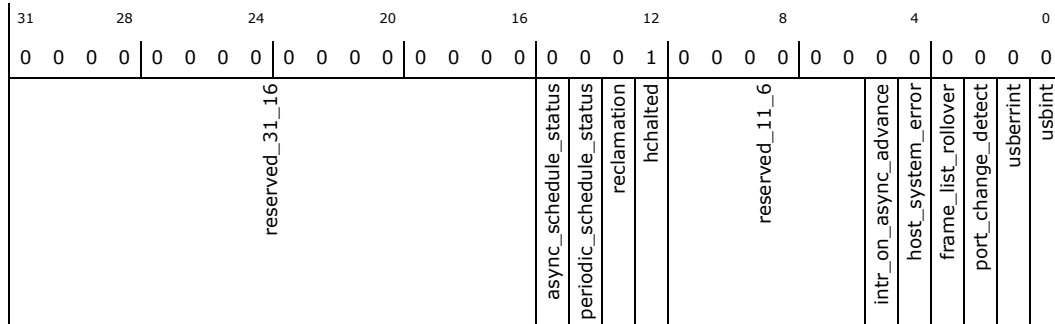 31 28 24 20 16 12 8 4 0
0 0 0 0 0 0 0 0 0 0 0 0 0 0 0 0 0 0 0 1 0 0 0 0 0 0 0 0 0 0 0 0
reserved_31_16
async_schedule_status
periodic_schedule_status
reclamation
hchalted
reserved_11_6
intr_on_async_advance
host_system_error
frame_list_rollover
port_change_detect
usberrint
usbint